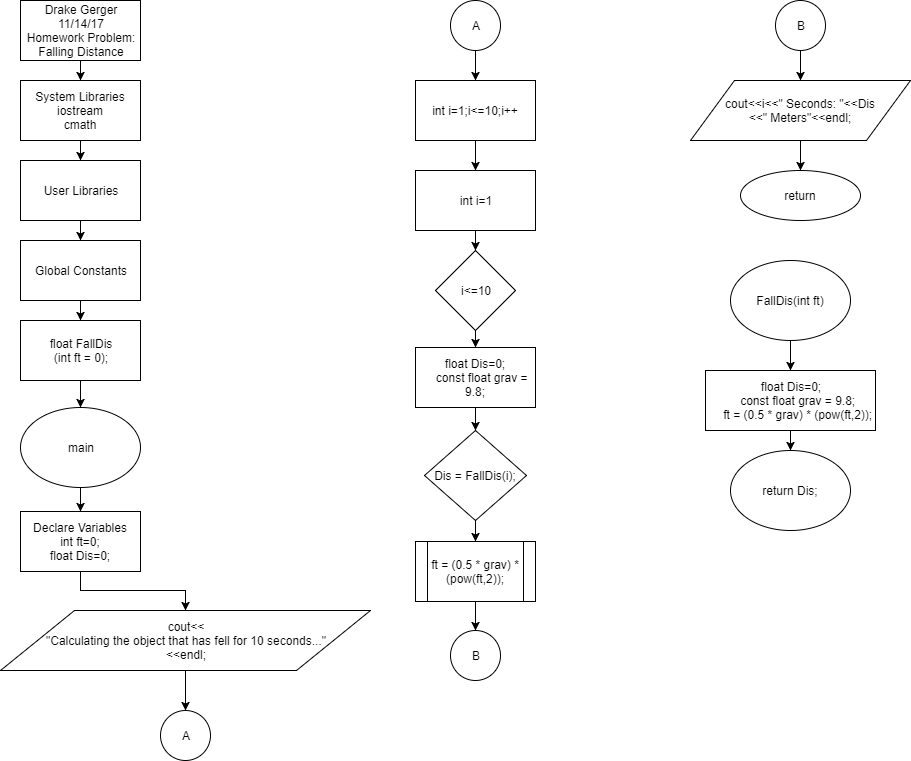 Drake Gerger
11/14/17
Homework Problem:
Falling Distance
System Libraries
iostream
cmath
User Libraries
Global Constants
float FallDis
(int ft = 0);
main
Declare Variables
int ft=0;
float Dis=0;
cout<<
"Calculating the object that has fell for 10 seconds..."
<<endl;
A
A
int i=1;i<=10;i++
int i=1
i<=10
float Dis=0;
const float grav =
9.8;
Dis = FallDis(i);
ft = (0.5 * grav) *
(pow(ft,2));
B
B
cout<<i<<" Seconds: "<<Dis
<<" Meters"<<endl;
return
FallDis(int ft)
float Dis=0;
const float grav = 9.8;
ft = (0.5 * grav) * (pow(ft,2));
return Dis;